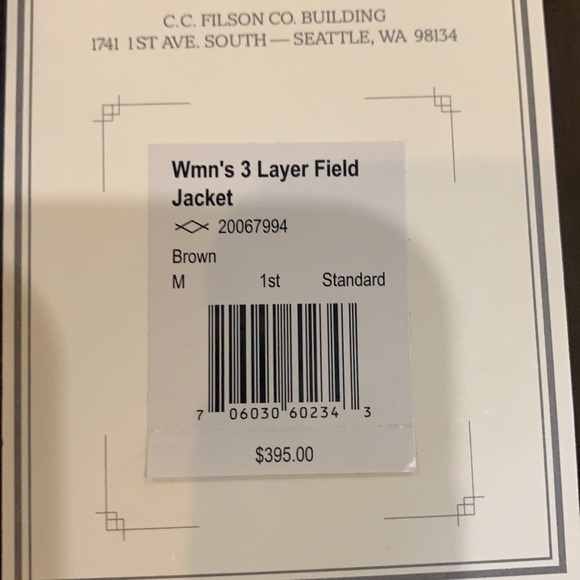 C.C. FILSON CO. BUILDING
1741 1ST AVE. SOUTH — SEATTLE, WA 98134
Wmn's 3 Layer Field
Jacket
20067994
Brown
M 1st Standard
7 06030 60234 3
$395.00